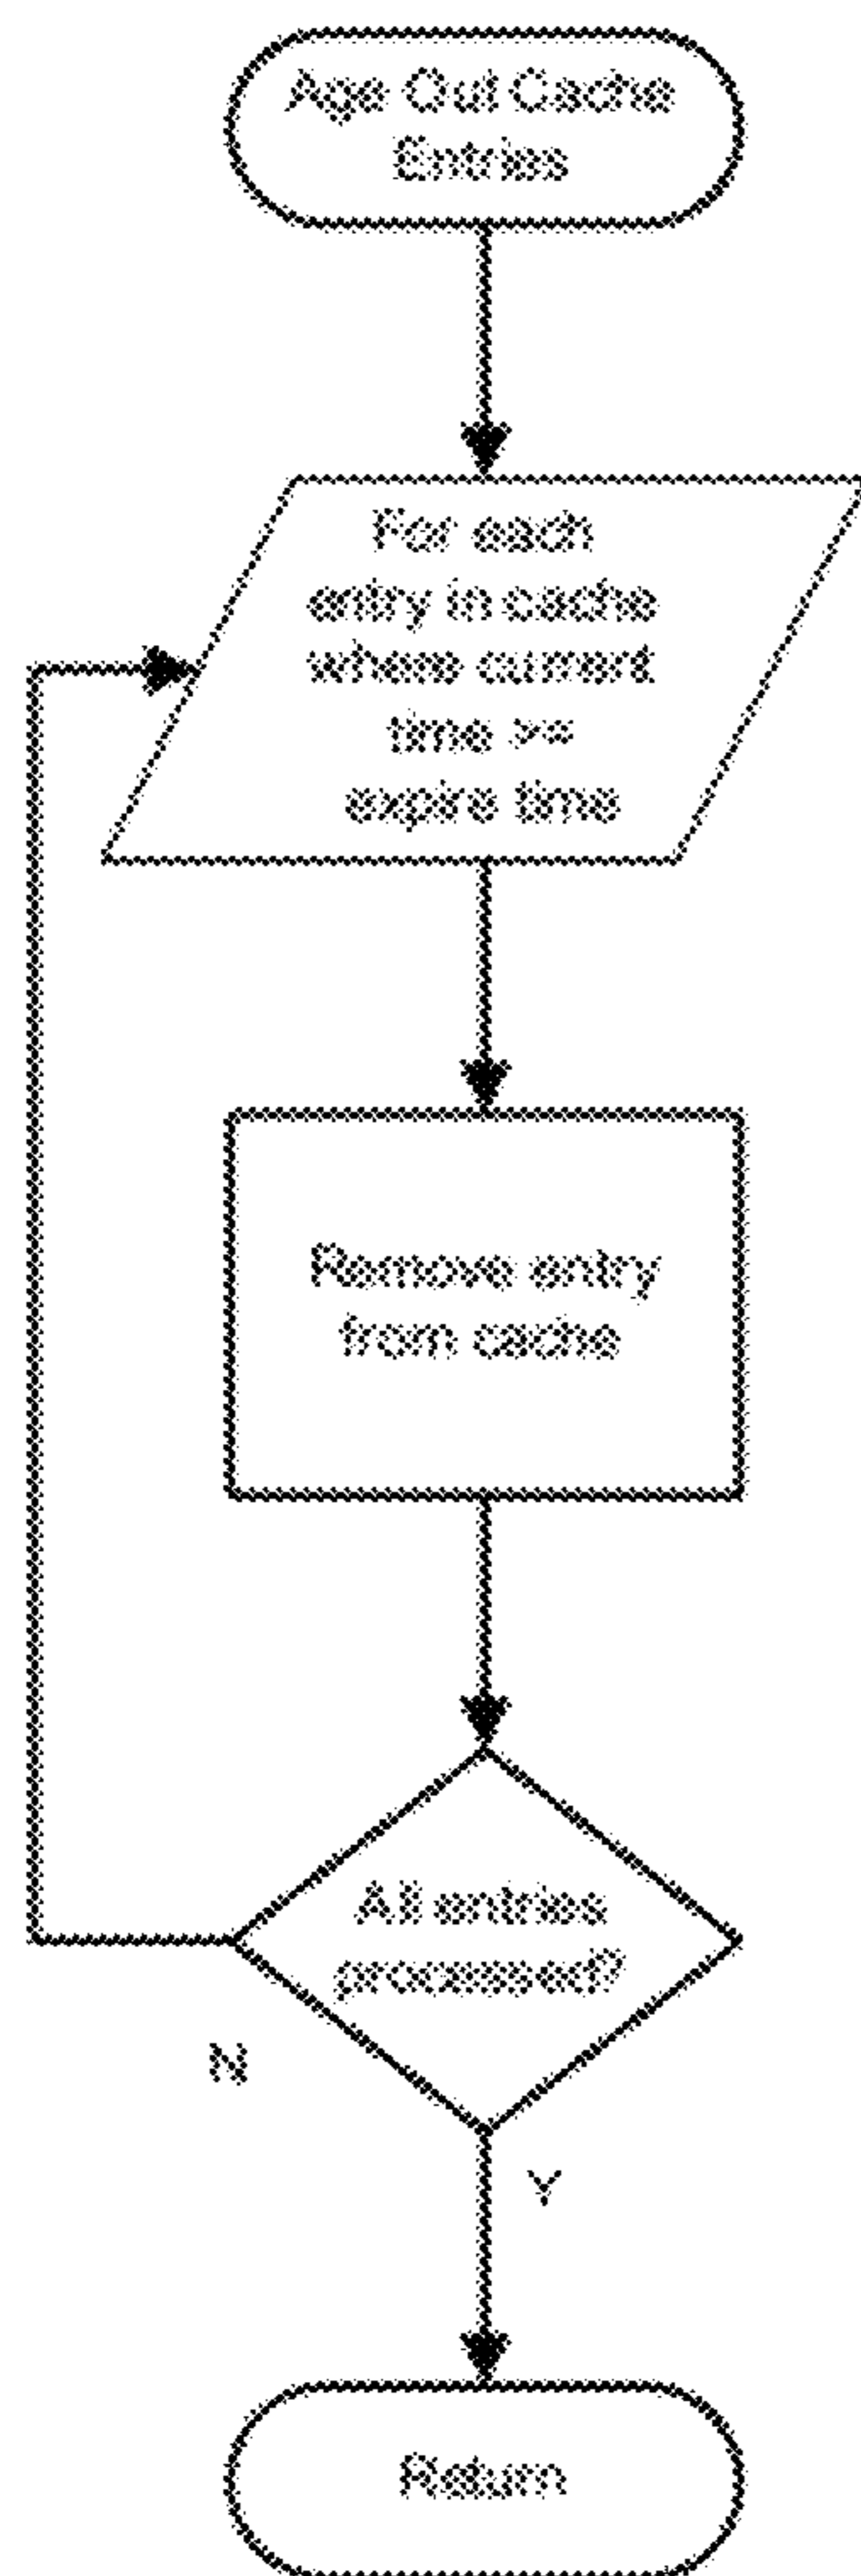 Age Out Cache
Entries
For each
entry in cache
where current
time >=
expire time
Remove entry
from cache
All entries
processed?
N
Y
Return